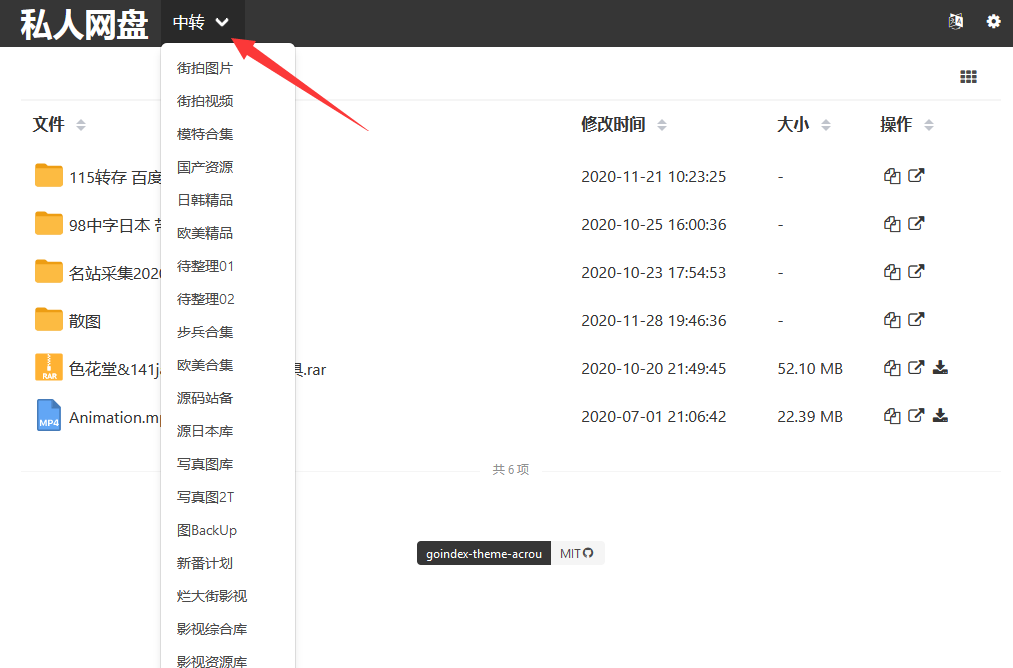 私人网盘 中转
街拍图片
街拍视频
模特合集
国产资源
日韩精品
欧美精品
待整理01
待整理02
步兵合集
欧美合集
源码站备
源日本库
写真图库
写真图2T
图BackUp
新番计划
烂大街影视
影视综合库
影视资源库
文件 修改时间 大小 操作
115转存 百度 2020-11-21 10:23:25 -
98中字日本 2020-10-25 16:00:36 -
名站采集202 2020-10-23 17:54:53 -
散图 2020-11-28 19:46:36 -
RAR 色花堂&141j .rar 2020-10-20 21:49:45 52.10 MB
MP4 Animation.m 2020-07-01 21:06:42 22.39 MB
共 6 项
goindex-theme-acrou MIT